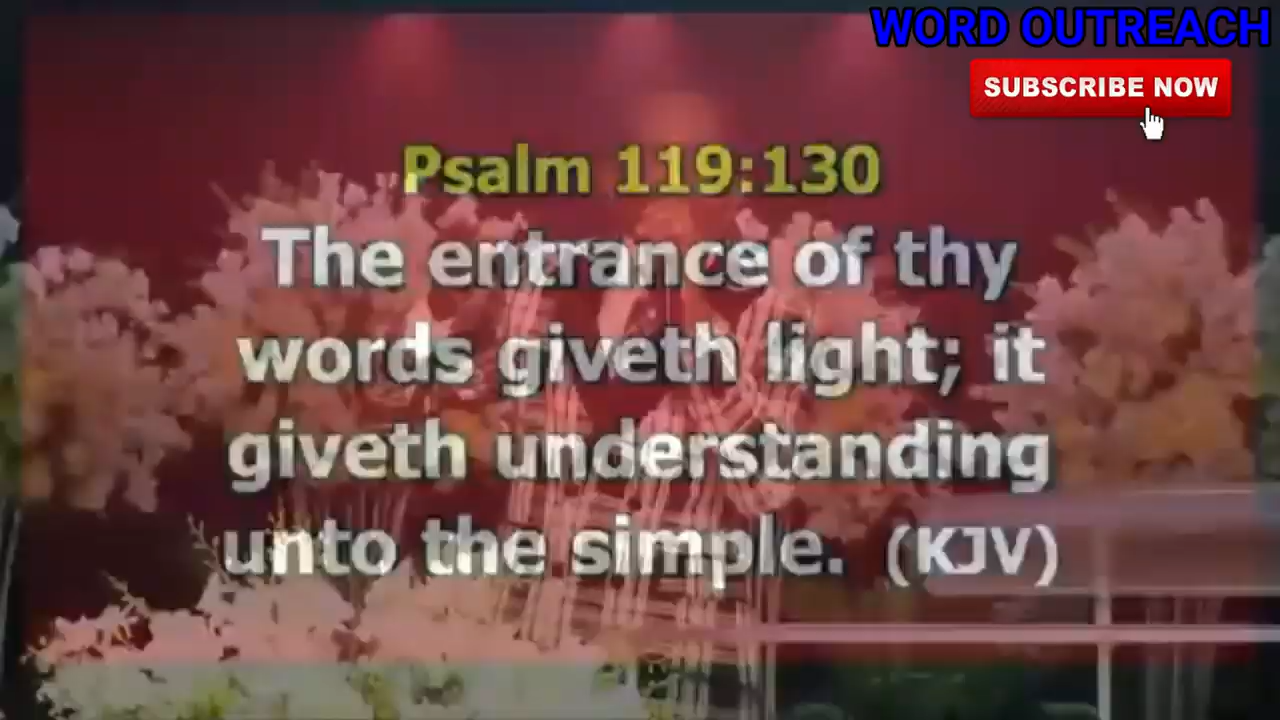 WORD OUTREACH
SUBSCRIBE NOW
Psalm 119:130
The entrance of thy
words giveth light; it
giveth understanding
unto the simple. (KJV)